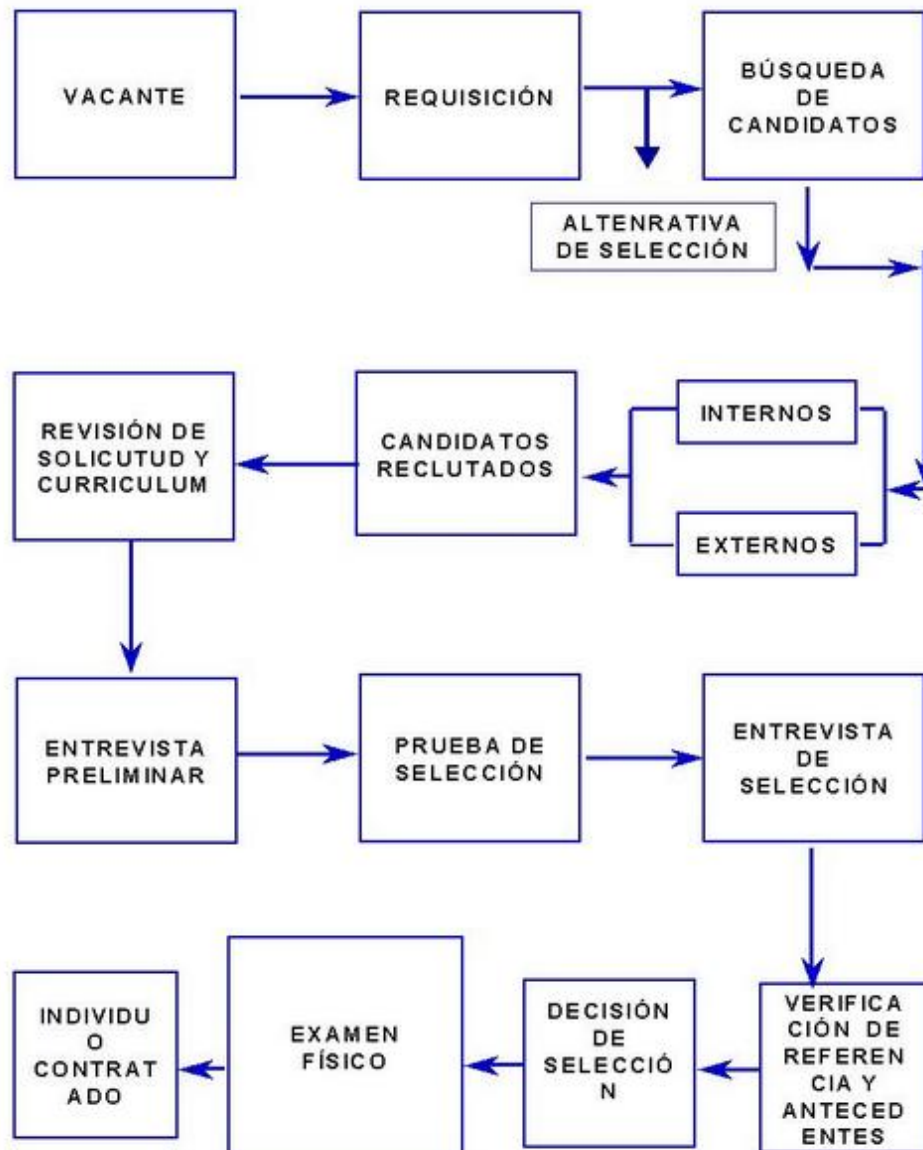 VACANTE
REQUISICIÓN
BÚSQUEDA
DE
CANDIDATOS
ALTENRATIVA
DE SELECCIÓN
INTERNOS
EXTERNOS
CANDIDATOS
RECLUTADOS
REVISIÓN DE
SOLICUTUD Y
CURRICULUM
ENTREVISTA
PRELIMINAR
PRUEBA DE
SELECCIÓN
ENTREVISTA
DE
SELECCIÓN
VERIFICA
CIÓN DE
REFEREN
CIA Y
ANTECED
ENTES
DECISIÓN
DE
SELECCIÓ
N
EXAMEN
FÍSICO
INDIVIDU
O
CONTRAT
ADO